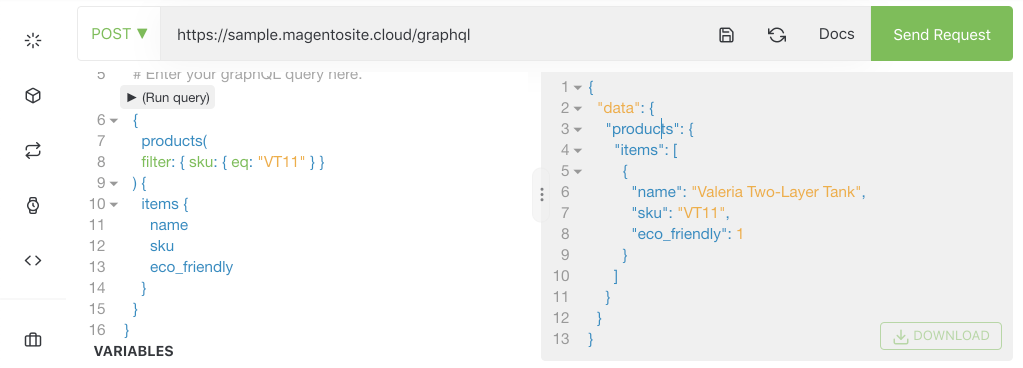 POST ▼ https://sample.magentosite.cloud/graphql Docs Send Request
5 # Enter your graphQL query here.
► (Run query)
6 {
7 products(
8 filter: { sku: { eq: "VT11" } }
9 ) {
10 items {
11 name
12 sku
13 eco_friendly
14 }
15 }
16 }
VARIABLES
1 {
2 "data": {
3 "products": {
4 "items": [
5 {
6 "name": "Valeria Two-Layer Tank",
7 "sku": "VT11",
8 "eco_friendly": 1
9 }
10 ]
11 }
12 }
13 }
DOWNLOAD